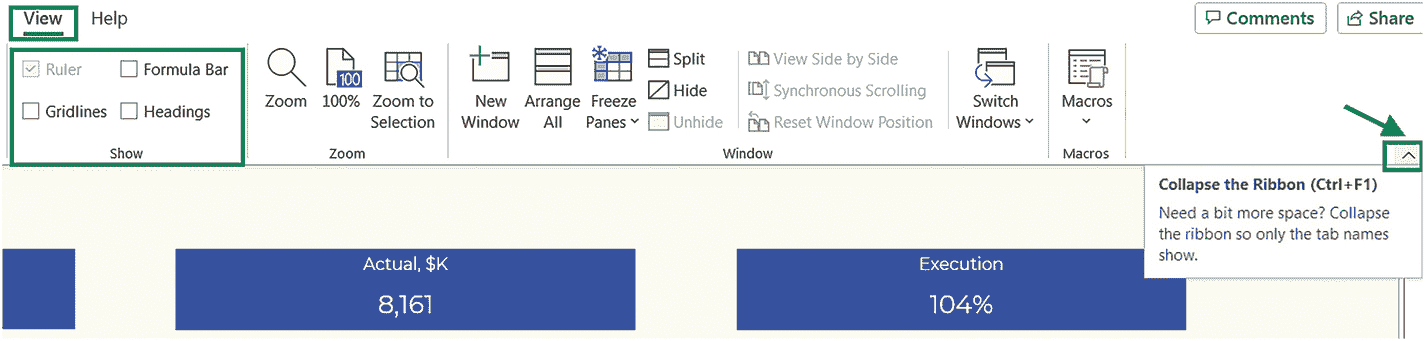 View Help
Comments Share
Ruler Formula Bar
Gridlines Headings
Show
Zoom
100%
100
Zoom to
Selection
Zoom
New
Window
Arrange
All
Freeze
Panes
Split
Hide
Unhide
View Side by Side
Synchronous Scrolling
Reset Window Position
Switch
Windows
Window
Macros
Macros
Collapse the Ribbon (Ctrl+F1)
Need a bit more space? Collapse
the ribbon so only the tab names
show.
Actual, $K
8,161
Execution
104%